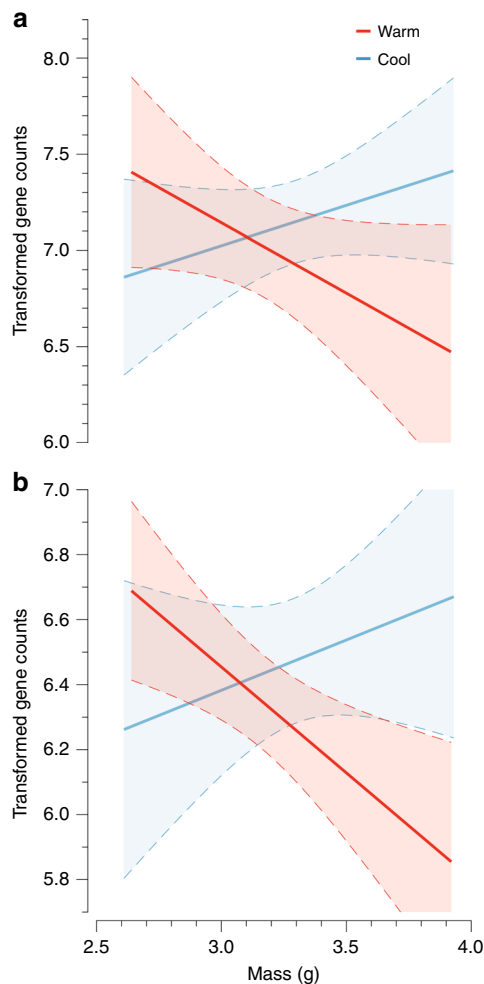 a
Warm
Cool
8.0
7.5
7.0
6.5
6.0
Transformed gene counts
b
7.0
6.8
6.6
6.4
6.2
6.0
5.8
Transformed gene counts
2.5 3.0 3.5 4.0
Mass (g)